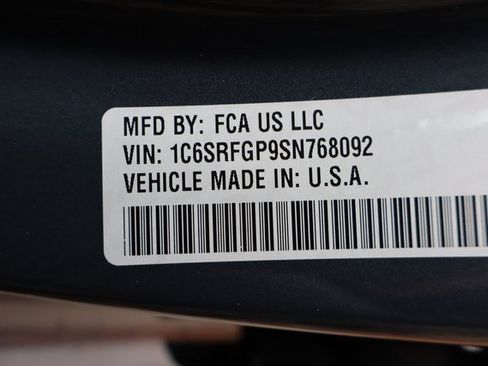 MFD BY: FCA US LLC
VIN: 1C6SRFGP9SN768092
VEHICLE MADE IN: U.S.A.